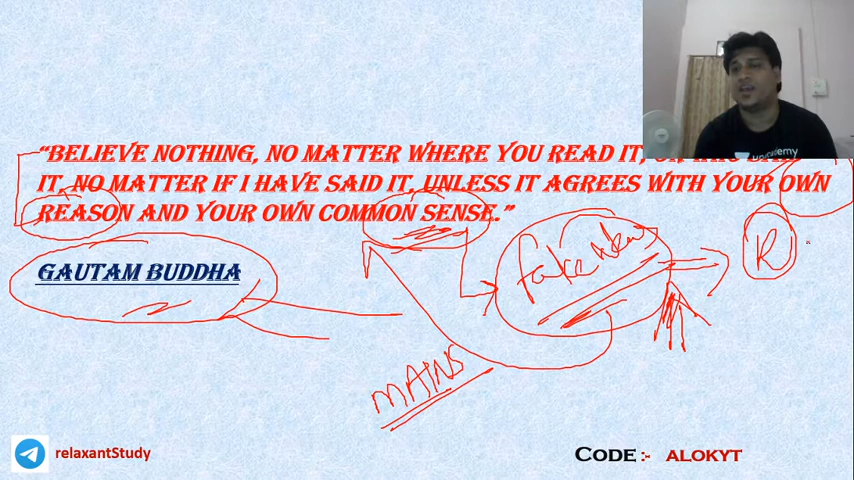 “BELIEVE NOTHING, NO MATTER WHERE YOU READ IT,
IT, NO MATTER IF I HAVE SAID IT, UNLESS IT AGREES WITH YOUR OWN
REASON AND YOUR OWN COMMON SENSE.”
GAUTAM BUDDHA
fake News
R
MAINS
relaxantStudy
CODE :- ALOKYT